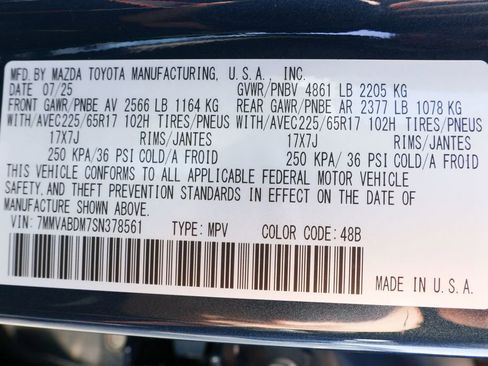 MFD. BY MAZDA TOYOTA MANUFACTURING, U.S.A., INC.
DATE 07/25 GVWR/PNBV 4861 LB 2205 KG
FRONT GAWR/PNBE AV 2566 LB 1164 KG REAR GAWR/PNBE AR 2377 LB 1078 KG
WITH/AVEC225/65R17 102H TIRES/PNEUS WITH/AVEC225/65R17 102H TIRES/PNEUS
17X7J RIMS/JANTES 17X7J RIMS/JANTES
250 KPA/36 PSI COLD/A FROID 250 KPA/36 PSI COLD/A FROID
THIS VEHICLE CONFORMS TO ALL APPLICABLE FEDERAL MOTOR VEHICLE
SAFETY, AND THEFT PREVENTION STANDARDS IN EFFECT ON THE DATE OF
MANUFACTURE SHOWN ABOVE.
VIN: 7MMVABDM7SN378561 TYPE: MPV COLOR CODE: 48B
MADE IN U.S.A.